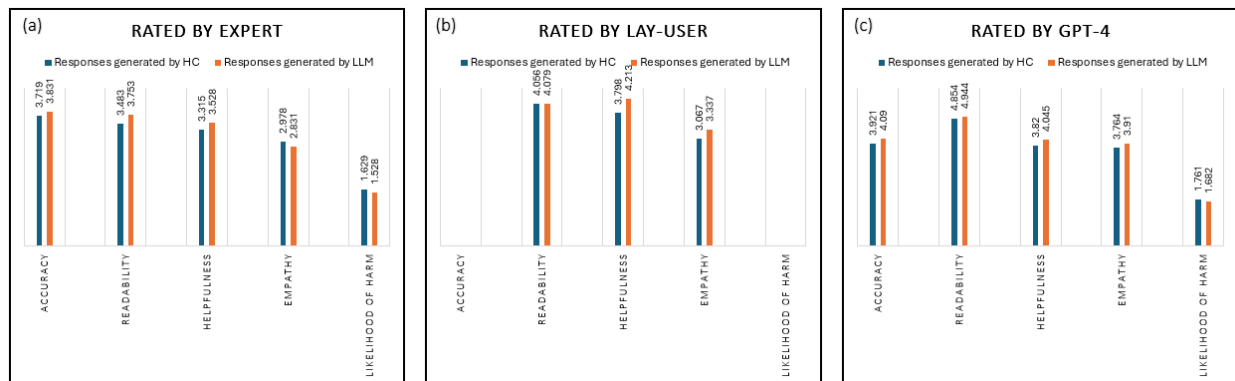 (a)
RATED BY EXPERT
Responses generated by HC Responses generated by LLM
3.719
3.831
3.483
3.753
3.315
3.528
2.978
2.831
1.629
1.528
ACCURACY
READABILITY
HELPFULNESS
EMPATHY
LIKELIHOOD OF HARM
(b)
RATED BY LAY-USER
Responses generated by HC Responses generated by LLM
4.056
4.079
3.798
4.213
3.067
3.337
ACCURACY
READABILITY
HELPFULNESS
EMPATHY
LIKELIHOOD OF HARM
(c)
RATED BY GPT-4
Responses generated by HC Responses generated by LLM
3.921
4.09
4.854
4.944
3.82
4.045
3.764
3.91
1.761
1.682
ACCURACY
READABILITY
HELPFULNESS
EMPATHY
LIKELIHOOD OF HARM